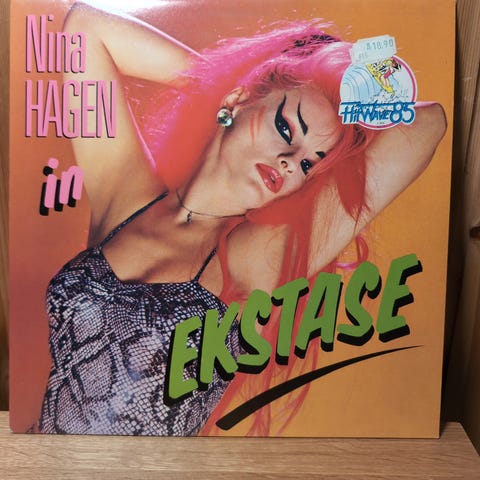 Nina
HAGEN
in
EKSTASE
18,90
HITWAVE'85